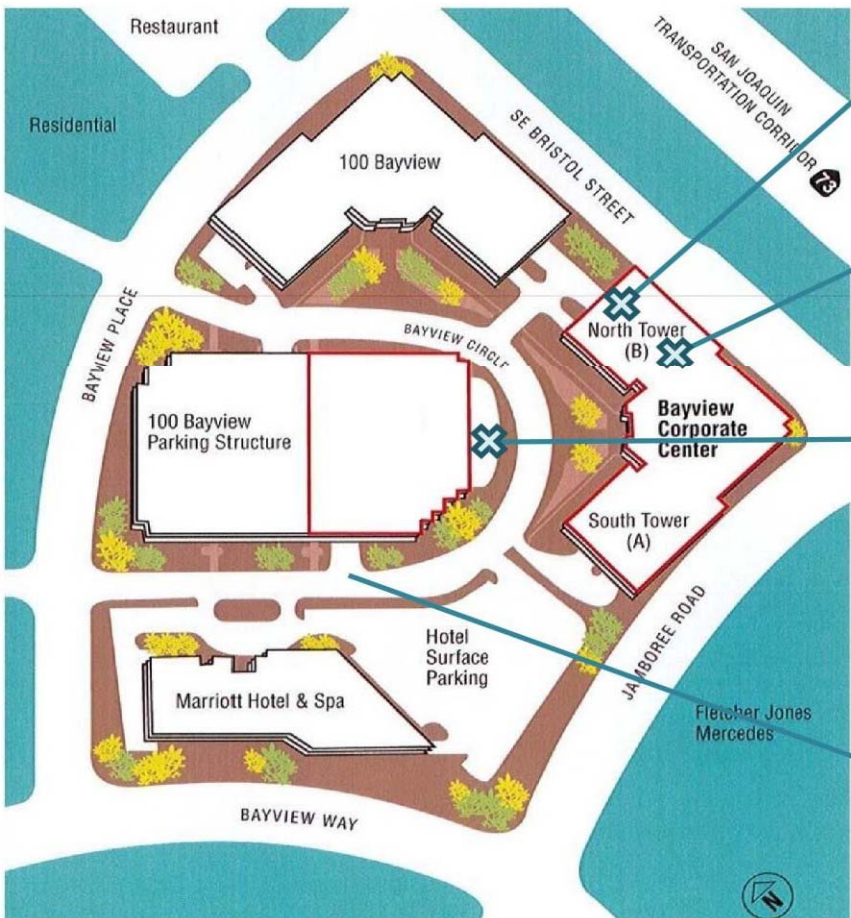 Restaurant
SAN JOAQUIN
TRANSPORTATION CORRIDOR 73
Residential
SE BRISTOL STREET
100 Bayview
BAYVIEW PLACE
BAYVIEW CIRCLE
North Tower
(B)
100 Bayview
Parking Structure
Bayview
Corporate
Center
South Tower
(A)
Hotel
Surface
Parking
JAMBOREE ROAD
Marriott Hotel & Spa
Fletcher Jones
Mercedes
BAYVIEW WAY
N